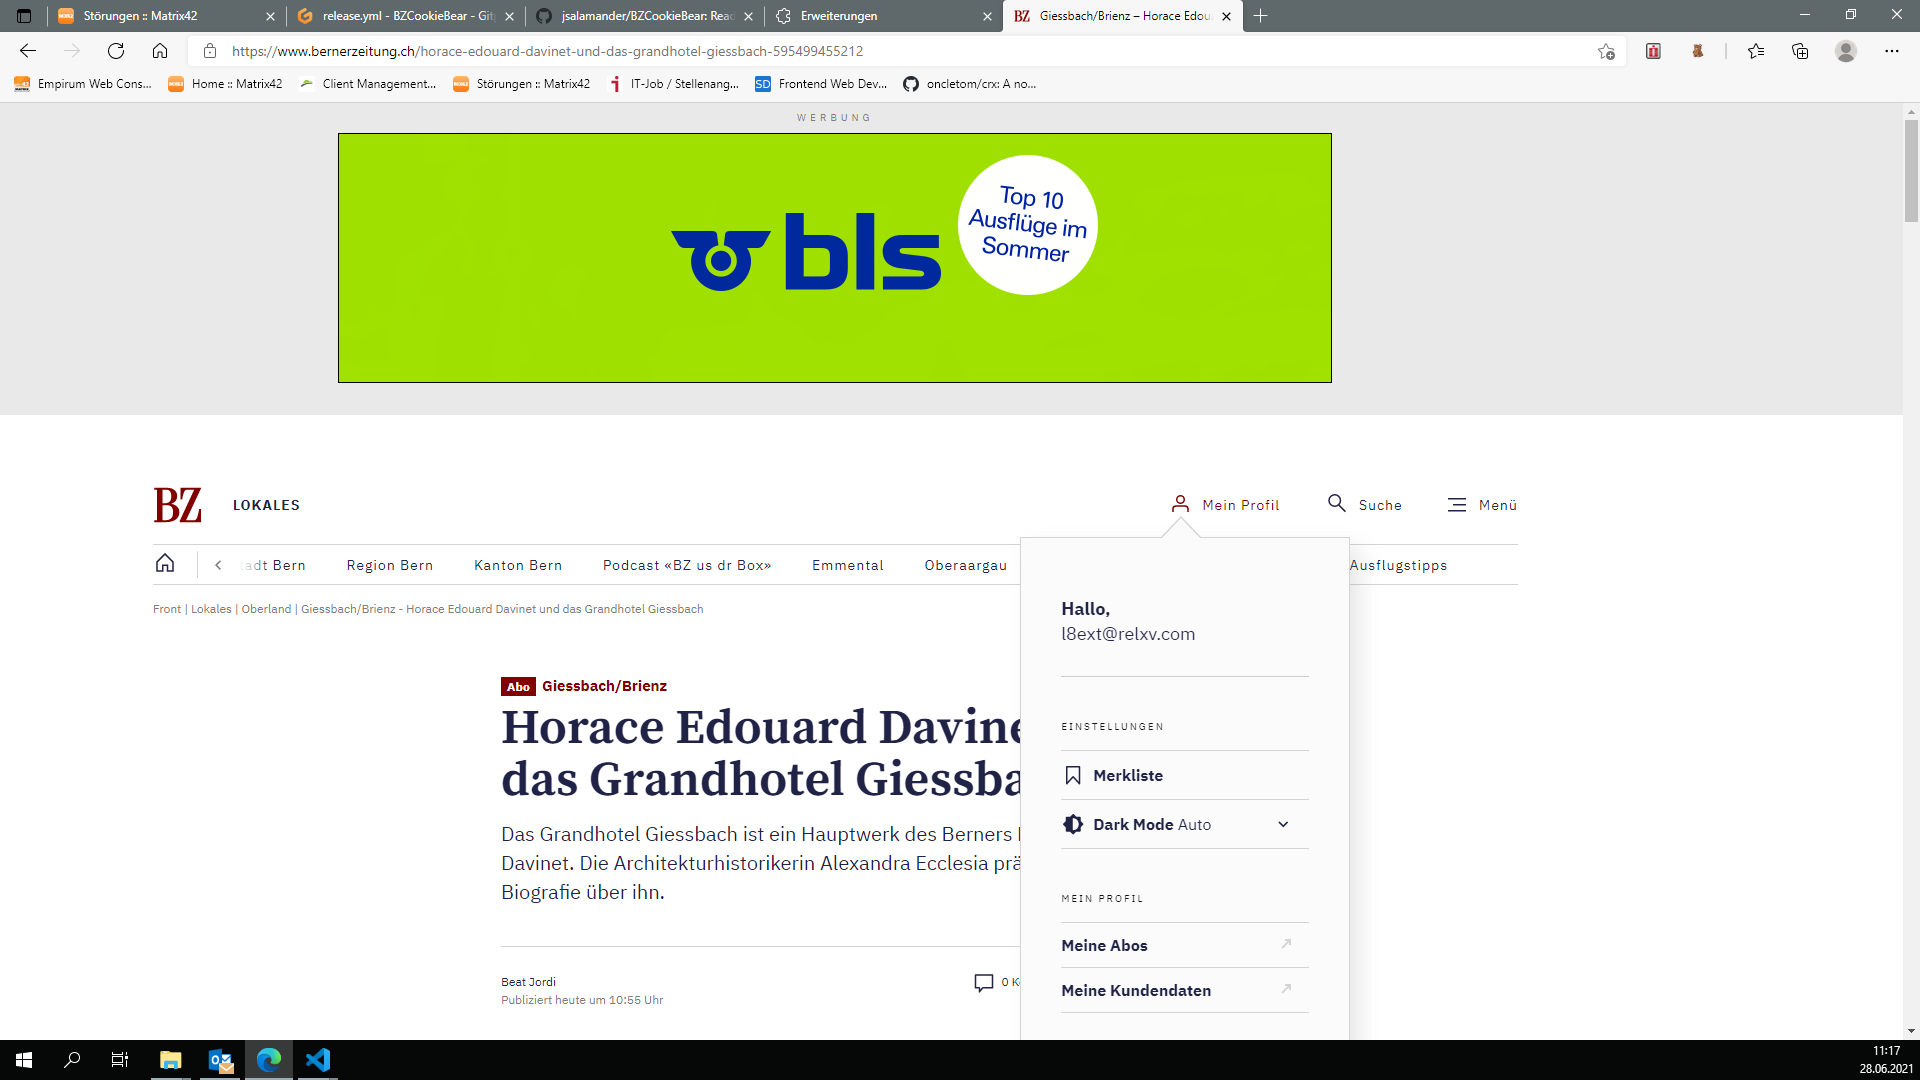 Störungen :: Matrix42
release.yml - BZCookieBear - Git
jsalamander/BZCookieBear: Read
Erweiterungen
BZ Giessbach/Brienz – Horace Edou
https://www.bernerzeitung.ch/horace-edouard-davinet-und-das-grandhotel-giessbach-595499455212
Empirum Web Cons...
Home :: Matrix42
Client Management...
Störungen :: Matrix42
IT-Job / Stellenang...
SD Frontend Web Dev...
oncletom/crx: A no...
WERBUNG
bls
Top 10
Ausflüge im
Sommer
BZ LOKALES
Mein Profil
Suche
Menü
tadt Bern
Region Bern
Kanton Bern
Podcast «BZ us dr Box»
Emmental
Oberaargau
Ausflugstipps
Front | Lokales | Oberland | Giessbach/Brienz - Horace Edouard Davinet und das Grandhotel Giessbach
Hallo,
l8ext@relxv.com
EINSTELLUNGEN
Merkliste
Dark Mode Auto
MEIN PROFIL
Meine Abos
Meine Kundendaten
Abo Giessbach/Brienz
Horace Edouard Davine
das Grandhotel Giessba
Das Grandhotel Giessbach ist ein Hauptwerk des Berners
Davinet. Die Architekturhistorikerin Alexandra Ecclesia prä
Biografie über ihn.
Beat Jordi
Publiziert heute um 10:55 Uhr
0 K
11:17
28.06.2021